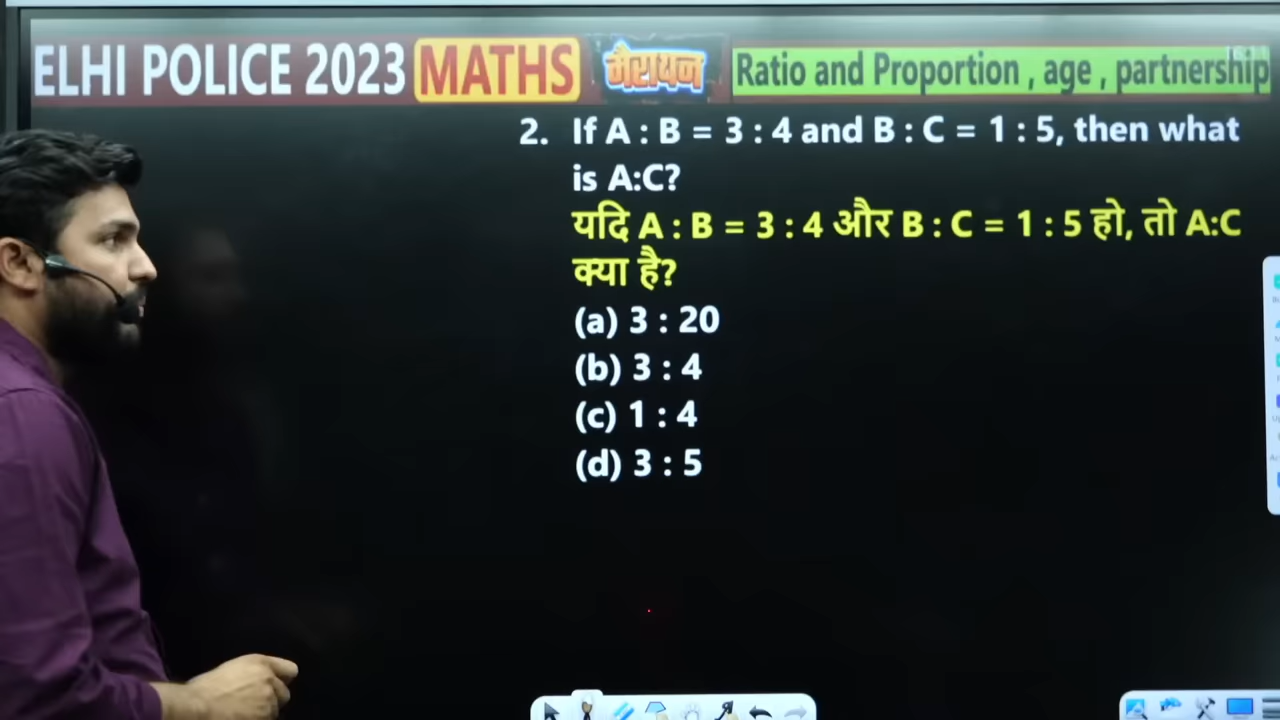 ELHI POLICE 2023 MATHS मैराथन Ratio and Proportion , age , partnership
2. If A : B = 3 : 4 and B : C = 1 : 5, then what
is A:C?
यदि A : B = 3 : 4 और B : C = 1 : 5 हो, तो A:C
क्या है?
(a) 3 : 20
(b) 3 : 4
(c) 1 : 4
(d) 3 : 5